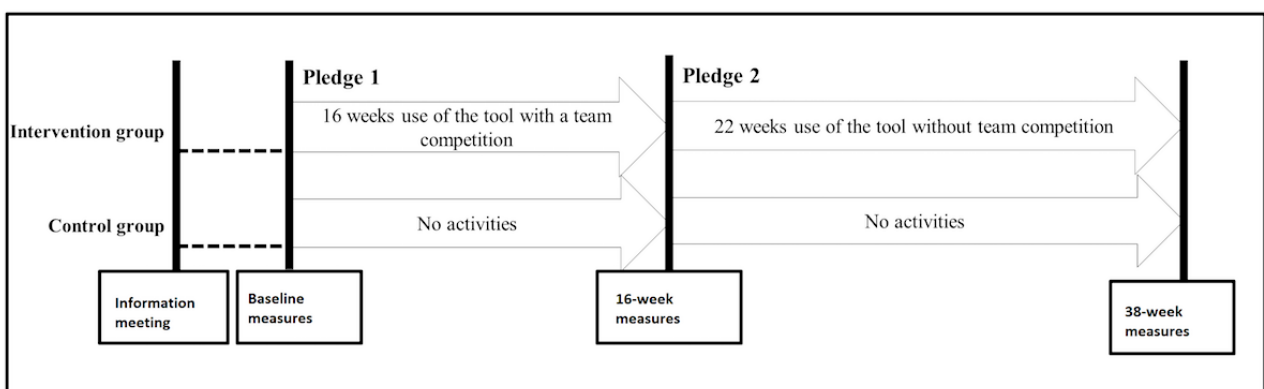 Pledge 1
Pledge 2
Intervention group
16 weeks use of the tool with a team
competition
22 weeks use of the tool without team competition
Control group
No activities
No activities
Information
meeting
Baseline
measures
16-week
measures
38-week
measures